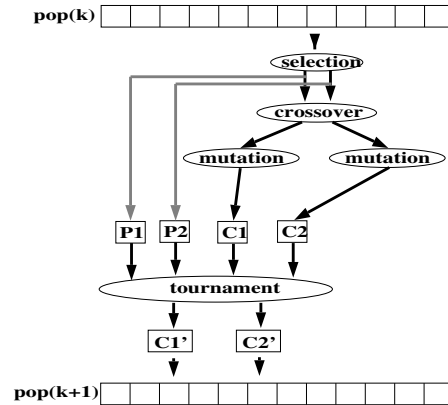 pop(k)
selection
crossover
mutation mutation
P1 P2 C1 C2
tournament
C1' C2'
pop(k+1)